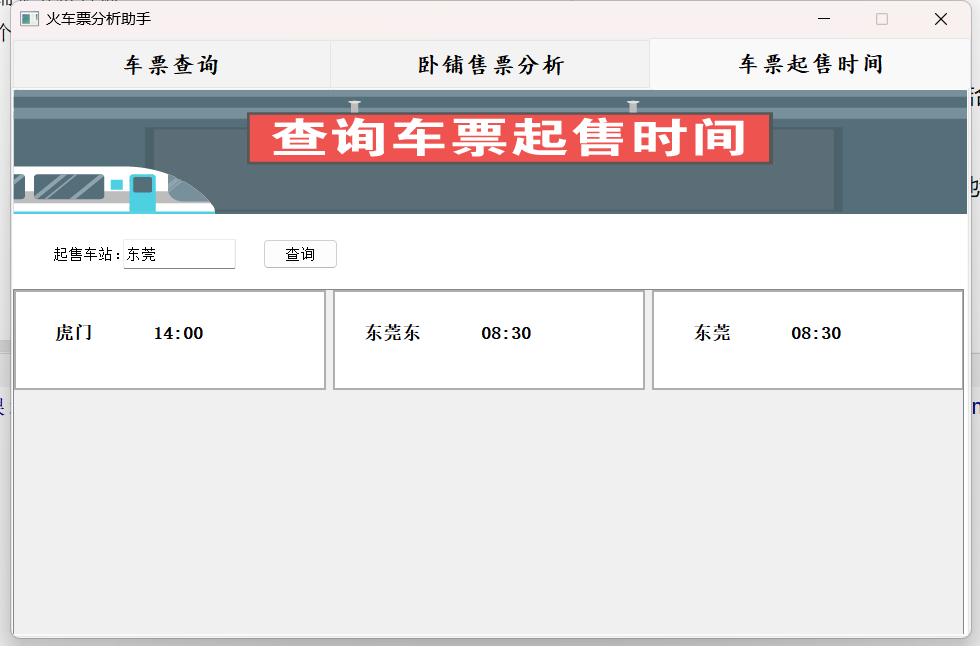 火车票分析助手
车票查询 卧铺售票分析 车票起售时间
查询车票起售时间
起售车站：东莞 查询
虎门 14:00 东莞东 08:30 东莞 08:30